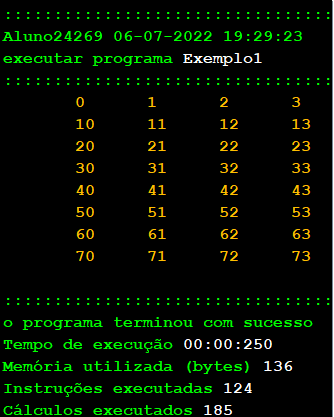 ::::::::::::::::::::::::::::
Aluno24269 06-07-2022 19:29:23
executar programa Exemplo1
::::::::::::::::::::::::::::
0 1 2 3
10 11 12 13
20 21 22 23
30 31 32 33
40 41 42 43
50 51 52 53
60 61 62 63
70 71 72 73
::::::::::::::::::::::::::::
o programa terminou com sucesso
Tempo de execução 00:00:250
Memória utilizada (bytes) 136
Instruções executadas 124
Cálculos executados 185